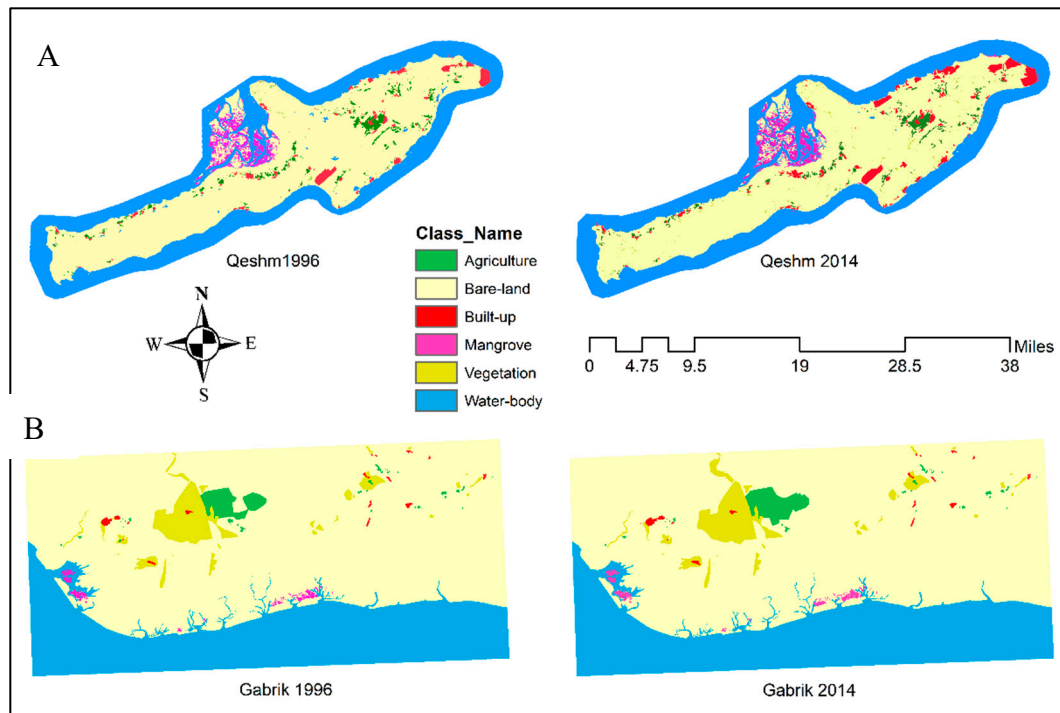 A
Qeshm1996
Qeshm 2014
Class_Name
Agriculture
Bare-land
Built-up
Mangrove
Vegetation
Water-body
N
W E
S
Miles
0 4.75 9.5 19 28.5 38
B
Gabrik 1996
Gabrik 2014